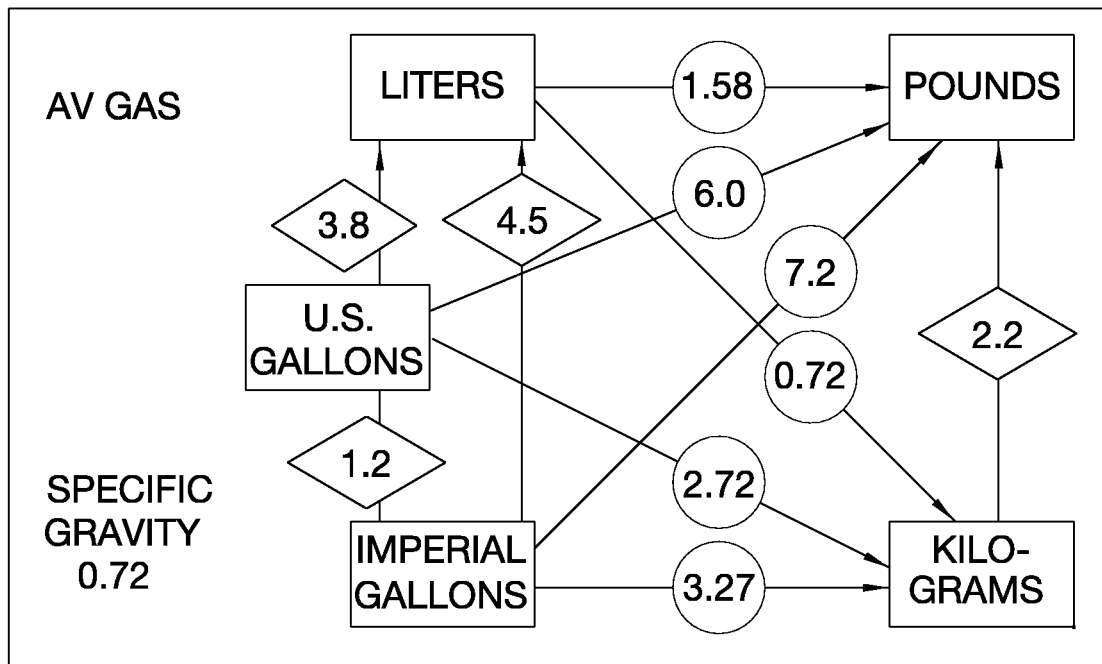 AV GAS
LITERS
1.58
POUNDS
6.0
3.8
4.5
7.2
U.S.
GALLONS
2.2
0.72
1.2
2.72
SPECIFIC
GRAVITY
0.72
IMPERIAL
GALLONS
3.27
KILO-
GRAMS